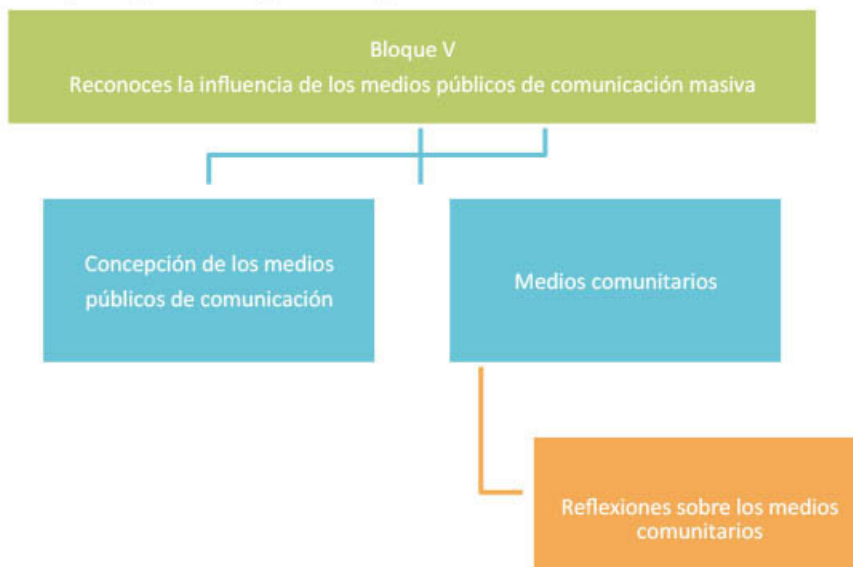 Bloque V
Reconoces la influencia de los medios públicos de comunicación masiva
Concepción de los medios
públicos de comunicación
Medios comunitarios
Reflexiones sobre los medios
comunitarios